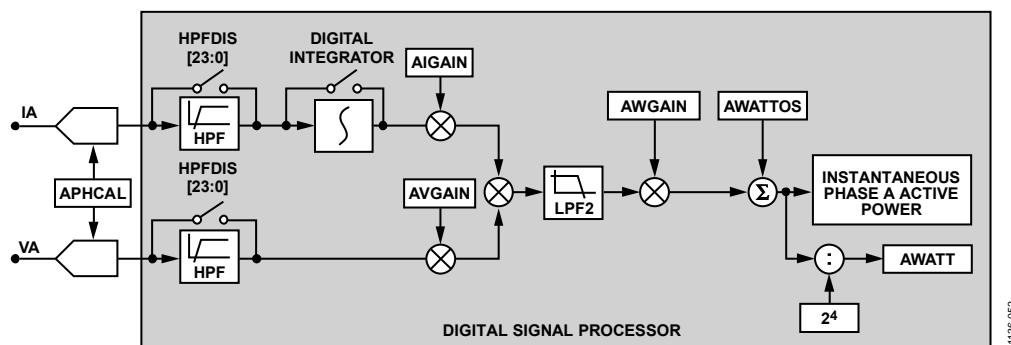 HPFDIS
[23:0]
DIGITAL
INTEGRATOR
AIGAIN
IA
HPF
AWGAIN
AWATTOS
HPFDIS
[23:0]
APHCAL
AVGAIN
LPF2
Σ
INSTANTANEOUS
PHASE A ACTIVE
POWER
VA
HPF
:
AWATT
2⁴
DIGITAL SIGNAL PROCESSOR